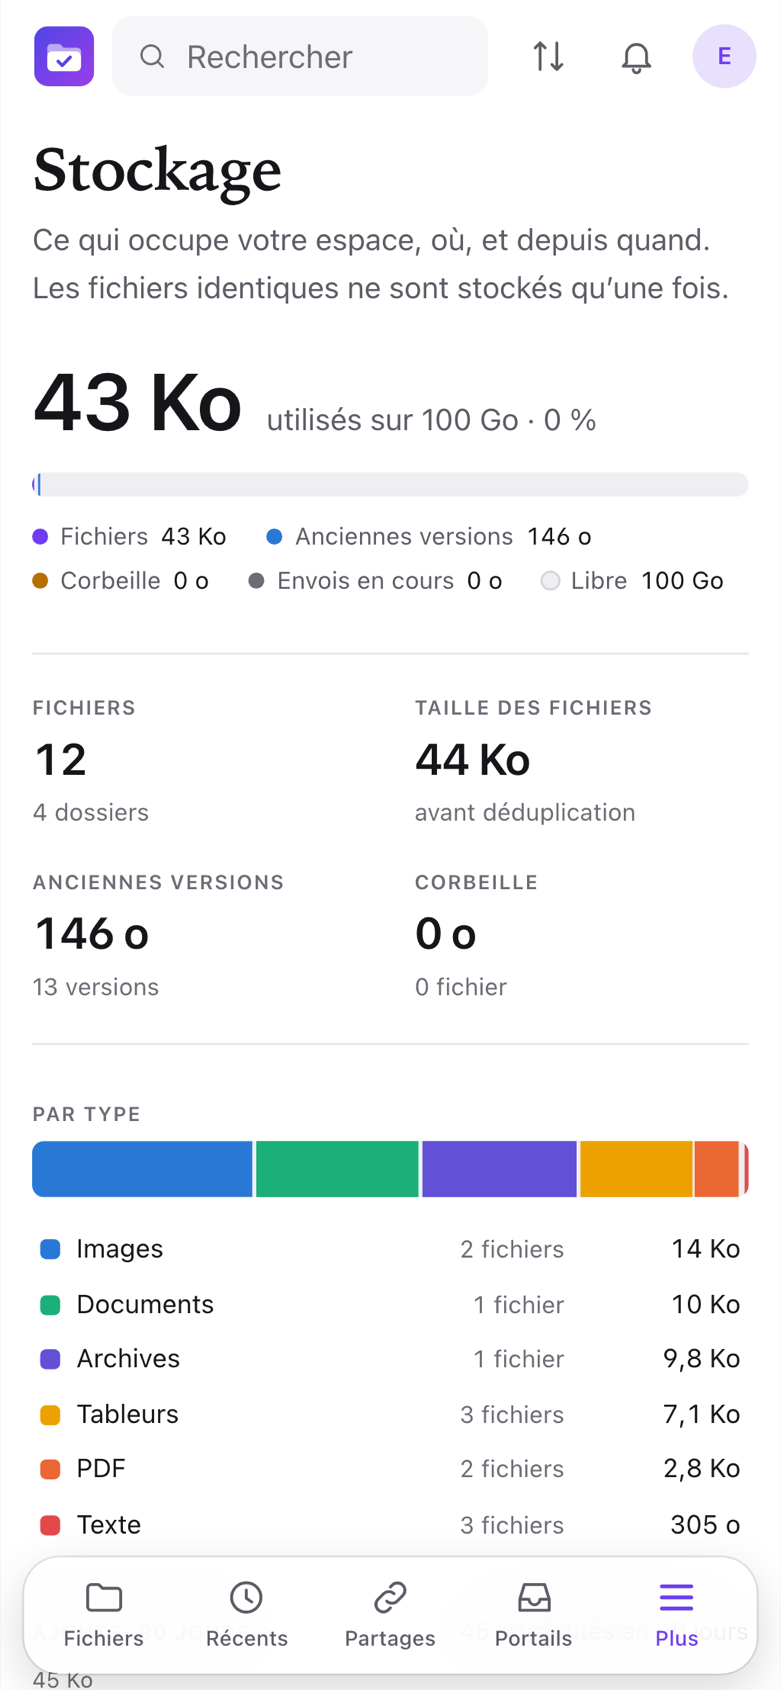 Rechercher
E
Stockage
Ce qui occupe votre espace, où, et depuis quand.
Les fichiers identiques ne sont stockés qu’une fois.
43 Ko utilisés sur 100 Go · 0 %
Fichiers 43 Ko Anciennes versions 146 o
Corbeille 0 o Envois en cours 0 o Libre 100 Go
FICHIERS TAILLE DES FICHIERS
12 44 Ko
4 dossiers avant déduplication
ANCIENNES VERSIONS CORBEILLE
146 o 0 o
13 versions 0 fichier
PAR TYPE
Images 2 fichiers 14 Ko
Documents 1 fichier 10 Ko
Archives 1 fichier 9,8 Ko
Tableurs 3 fichiers 7,1 Ko
PDF 2 fichiers 2,8 Ko
Texte 3 fichiers 305 o
Fichiers Récents Partages Portails Plus
45 Ko